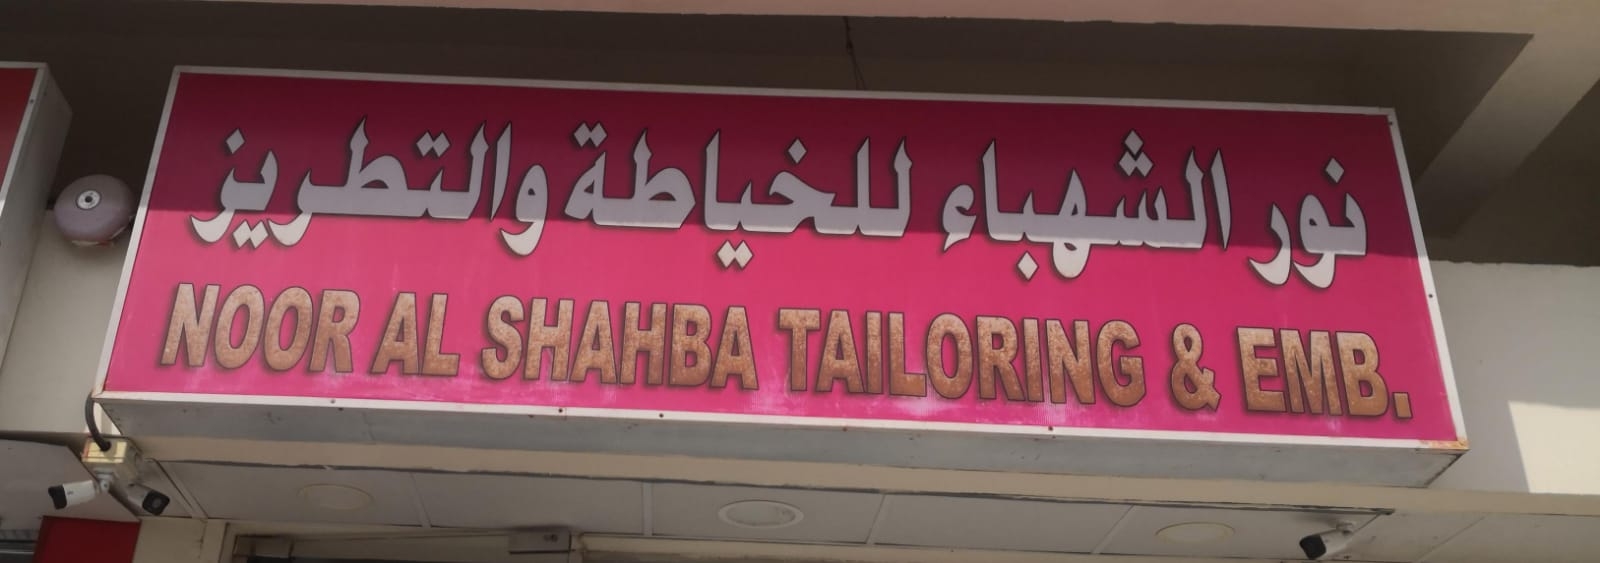 نور الشهباء للخياطة والتطريز
NOOR AL SHAHBA TAILORING & EMB.